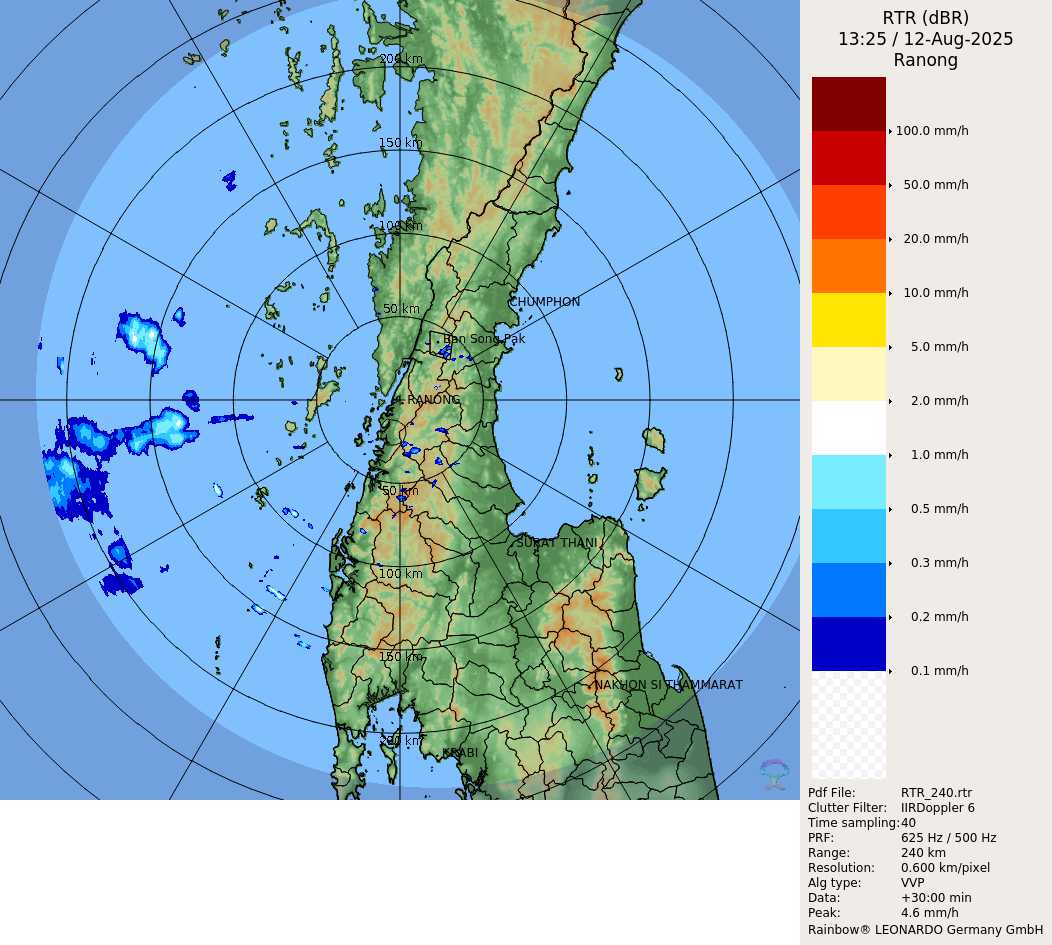 RTR (dBR)
13:25 / 12-Aug-2025
Ranong
200 km
150 km
100 km
50 km
CHUMPHON
Ban Song Pak
RANONG
50 km
SURAT THANI
100 km
150 km
NAKHON SI THAMMARAT
200 km
KRABI
100.0 mm/h
50.0 mm/h
20.0 mm/h
10.0 mm/h
5.0 mm/h
2.0 mm/h
1.0 mm/h
0.5 mm/h
0.3 mm/h
0.2 mm/h
0.1 mm/h
Pdf File: RTR_240.rtr
Clutter Filter: IIRDoppler 6
Time sampling:40
PRF: 625 Hz / 500 Hz
Range: 240 km
Resolution: 0.600 km/pixel
Alg type: VVP
Data: +30:00 min
Peak: 4.6 mm/h
Rainbow® LEONARDO Germany GmbH